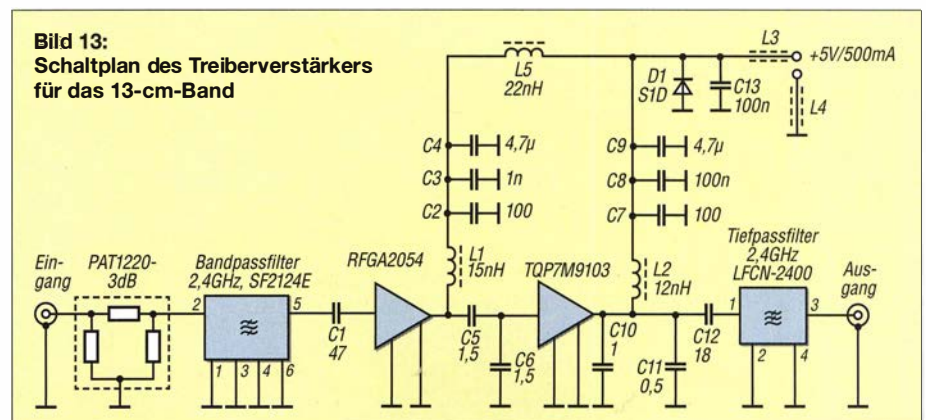 Bild 13:
Schaltplan des Treiberverstärkers
für das 13-cm-Band
L5
22nH
D1
S1D
C13
100n
L3
+5V/500mA
L4
C4
4,7µ
C3
1n
C2
100
C9
4,7µ
C8
100n
C7
100
L1
15nH
L2
12nH
Ein-
gang
PAT1220-
3dB
Bandpassfilter
2,4GHz, SF2124E
2
5
1
3
4
6
C1
47
RFGA2054
C5
1,5
C6
1,5
TQP7M9103
C10
1
C11
0,5
C12
18
Tiefpassfilter
2,4GHz
LFCN-2400
1
3
2
4
Aus-
gang